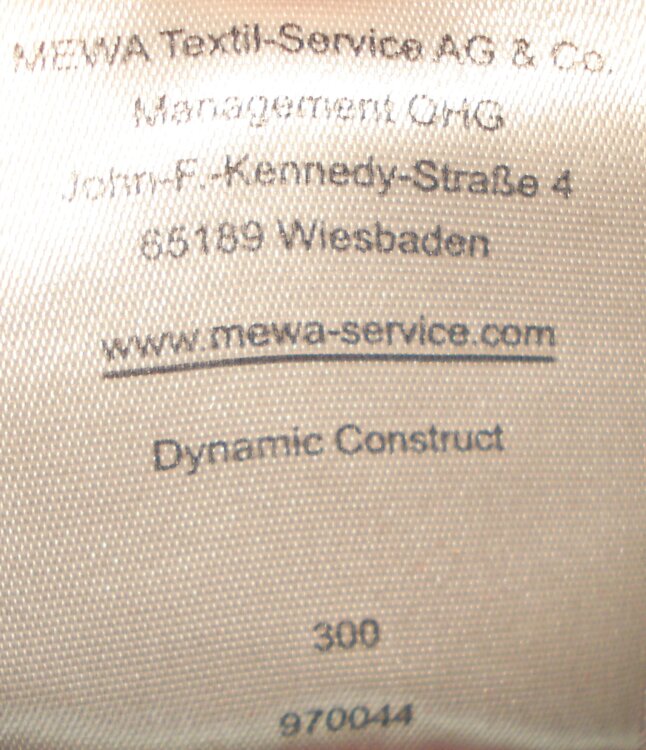 MEWA Textil-Service AG & Co.
Management OHG
John-F.-Kennedy-Straße 4
65189 Wiesbaden
www.mewa-service.com
Dynamic Construct
300
970044